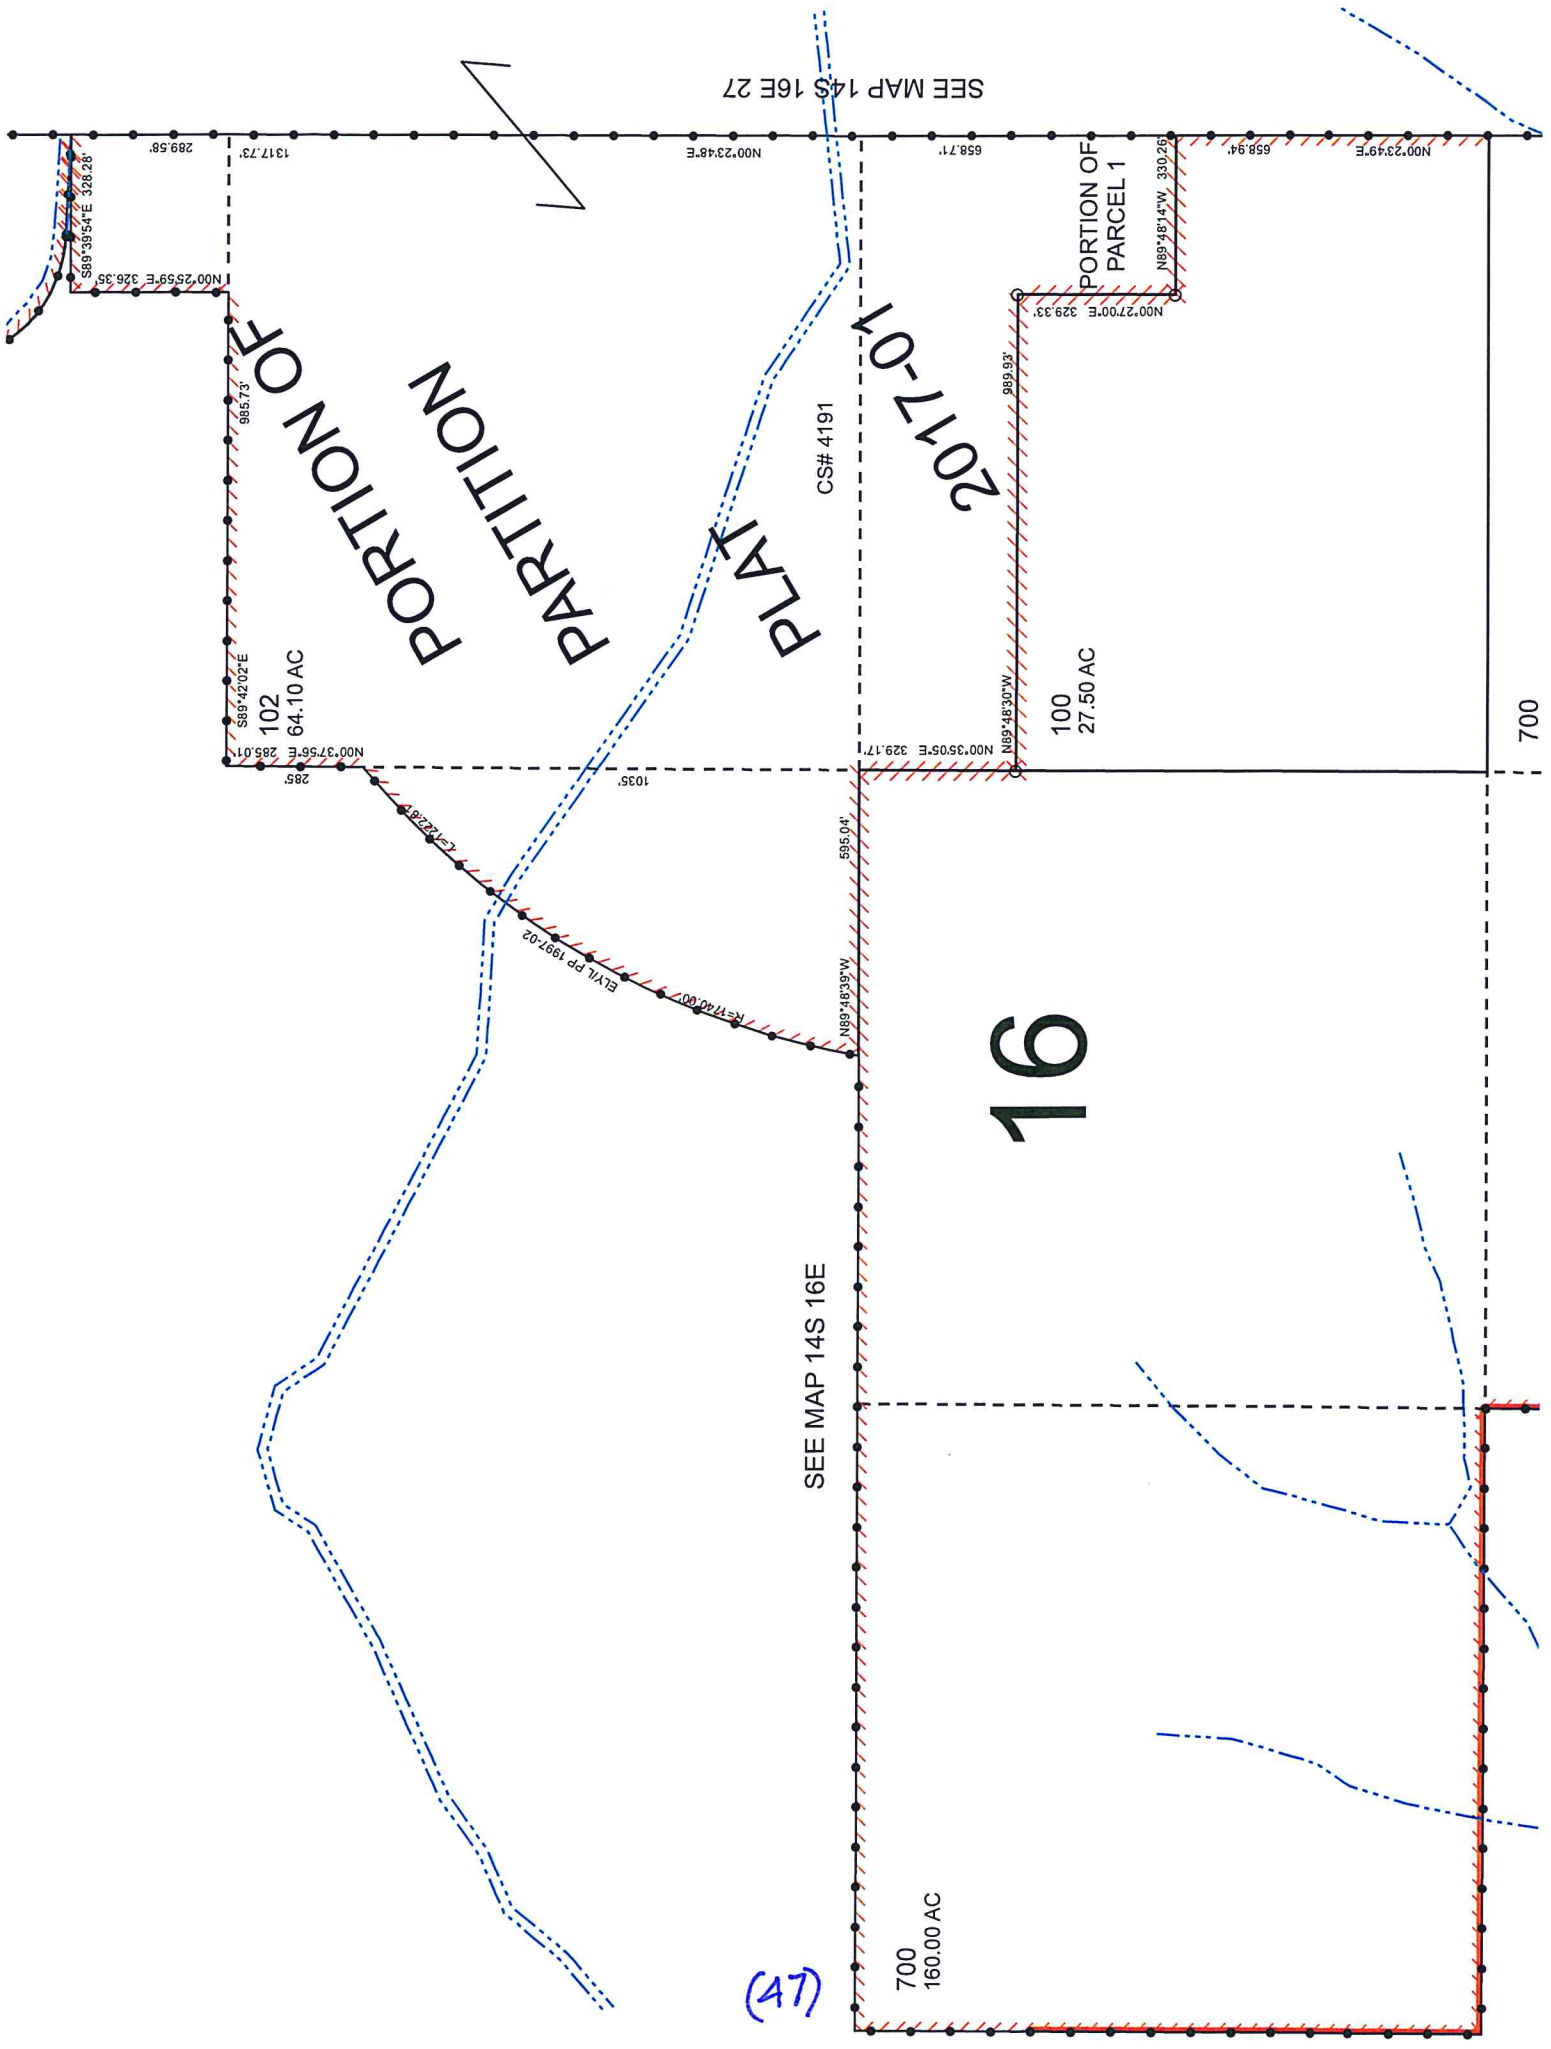 SEE MAP 14S 16E 27
S89°39'54"E 328.28'
289.58'
N00°25'59"E 326.35'
1317.73'
N00°23'48"E
985.73'
S89°42'02"E
102
64.10 AC
N00°37'56"E 285.01'
285'
1035'
PORTION OF
PARTITION
PLAT
2017-01
CS# 4191
658.71'
PORTION OF
PARCEL 1
N89°48'14"W 330.26'
658.94'
N00°23'49"E
N00°27'00"E 329.33'
989.93'
N89°48'30"W
N00°35'05"E 329.17'
100
27.50 AC
700
L=1222.67'
ELY/L PP 1997-02
R=1740.00'
595.04'
N89°48'39"W
16
SEE MAP 14S 16E
700
160.00 AC
(47)